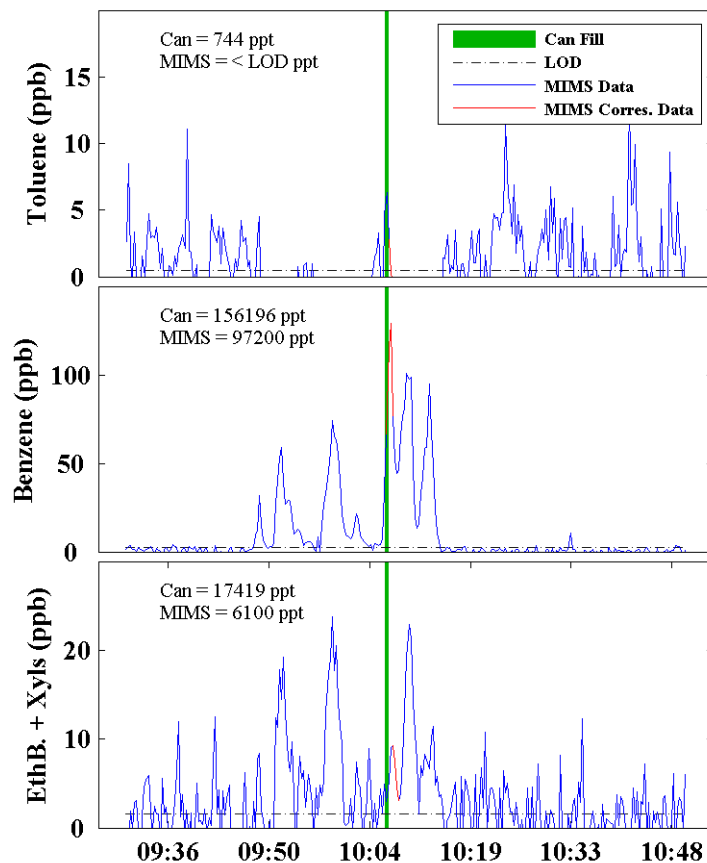 Can = 744 ppt
MIMS = < LOD ppt
Can Fill
LOD
MIMS Data
MIMS Corres. Data
Toluene (ppb)
15
10
5
0
Can = 156196 ppt
MIMS = 97200 ppt
Benzene (ppb)
100
50
0
Can = 17419 ppt
MIMS = 6100 ppt
EthB. + Xyls (ppb)
20
10
0
09:36 09:50 10:04 10:19 10:33 10:48